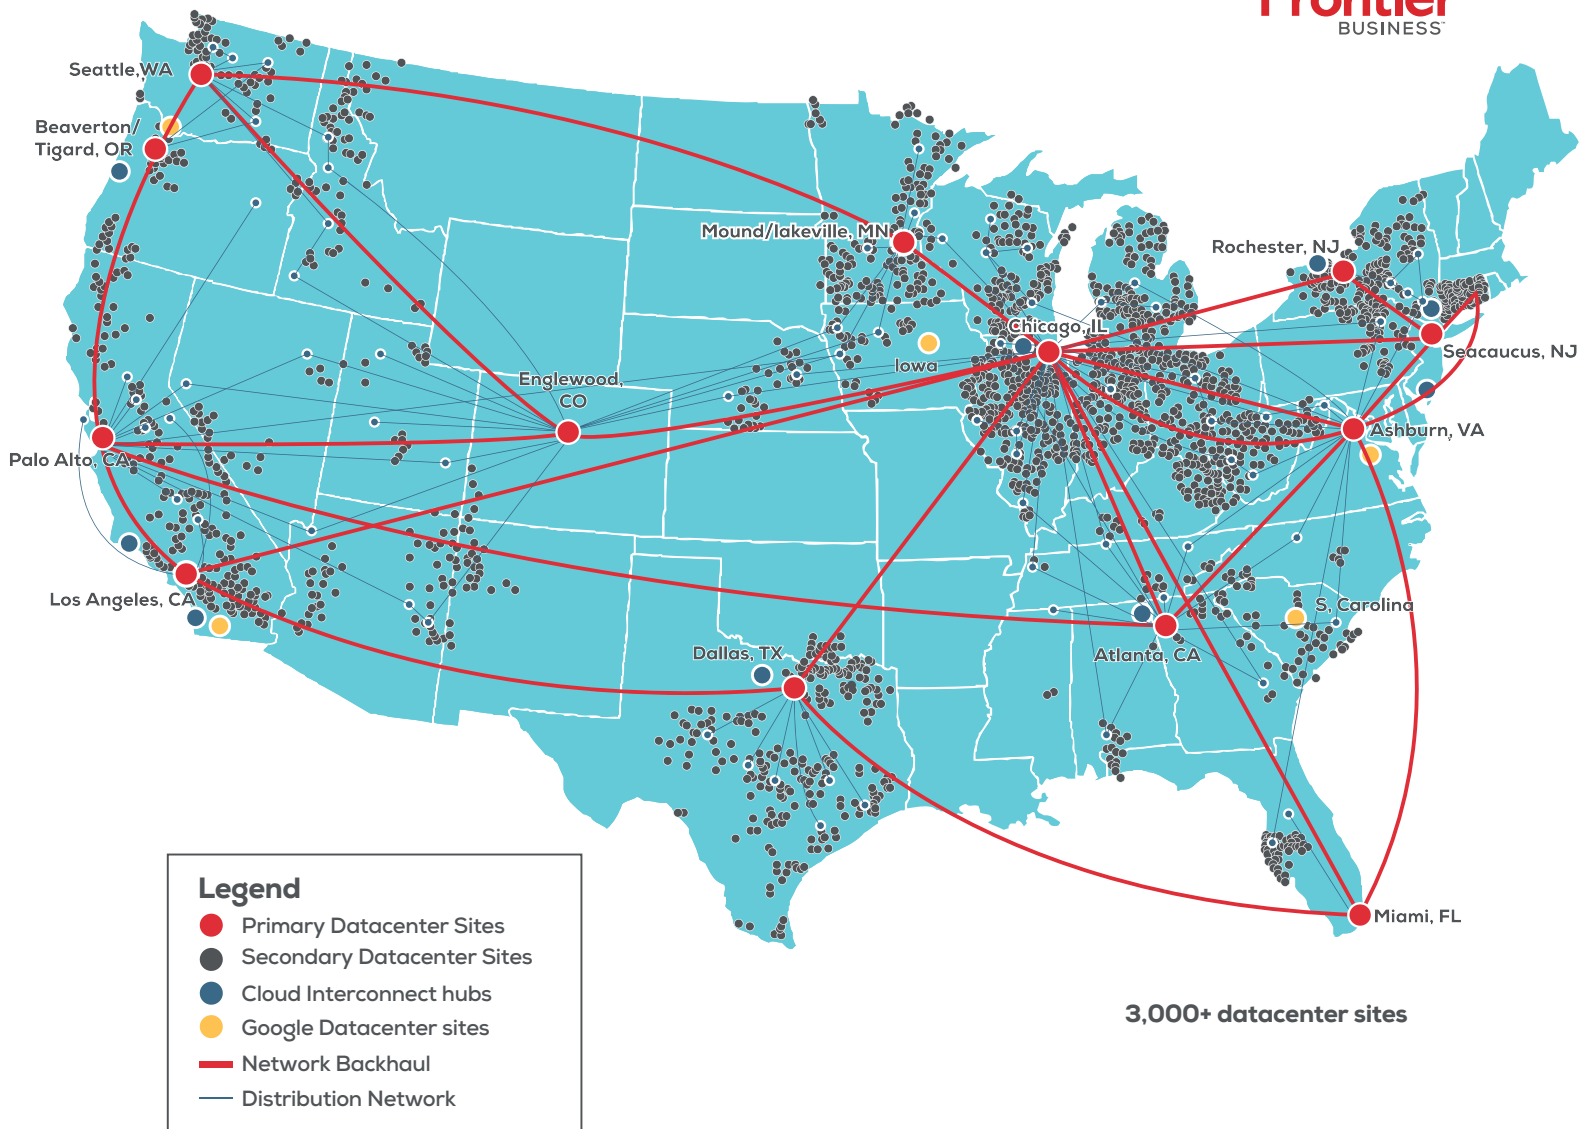 Frontier
BUSINESS
Seattle,WA
Beaverton/
Tigard, OR
Mound/lakeville, MN
Rochester, NJ
Chicago, IL
Seacaucus, NJ
Iowa
Englewood,
CO
Ashburn, VA
Palo Alto, CA
Los Angeles, CA
S, Carolina
Dallas, TX
Atlanta, CA
Miami, FL
Legend
Primary Datacenter Sites
Secondary Datacenter Sites
Cloud Interconnect hubs
Google Datacenter sites
Network Backhaul
Distribution Network
3,000+ datacenter sites